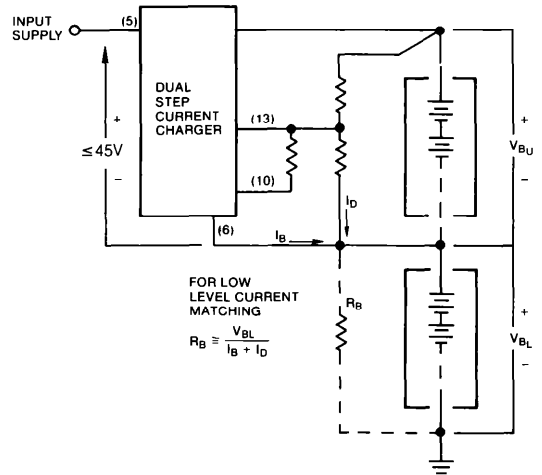 INPUT
SUPPLY
(5)
DUAL
STEP
CURRENT
CHARGER
(13)
(10)
(6)
+
≤45V
−
I_B
I_D
+
V_BU
−
FOR LOW
LEVEL CURRENT
MATCHING
R_B ≅ V_BL / I_B + I_D
R_B
+
V_BL
−